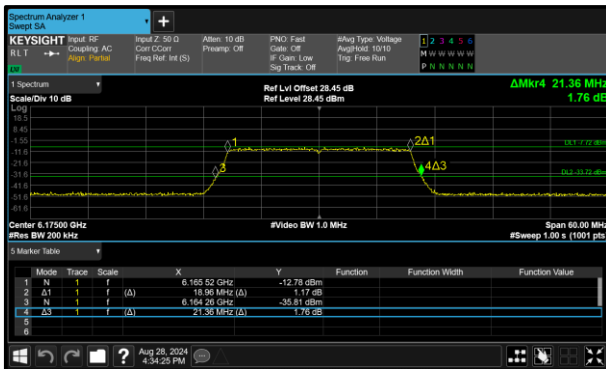 Spectrum Analyzer 1
Swept SA
KEYSIGHT Input: RF Input Z: 50 Ω Atten: 10 dB PNO: Fast #Avg Type: Voltage 1 2 3 4 5 6
RLT Coupling: AC Corr CCorr Preamp: Off Gate: Off Avg|Hold: 10/10 M W W W W W
Align: Partial Freq Ref: Int (S) IF Gain: Low Trig: Free Run
Sig Track: Off P N N N N N
1 Spectrum Ref Lvl Offset 28.45 dB ΔMkr4 21.36 MHz
Scale/Div 10 dB Ref Level 28.45 dBm 1.76 dB
Log
18.5
8.45
-1.55
-11.6
-21.6
-31.6
-41.6
-51.6
-61.6
1 2Δ1
DL1 -7.72 dBm
3 4Δ3
DL2 -33.72 dBm
Center 6.17500 GHz #Video BW 1.0 MHz Span 60.00 MHz
#Res BW 200 kHz #Sweep 1.00 s (1001 pts)
5 Marker Table
Mode Trace Scale X Y Function Function Width Function Value
1 N 1 f 6.165 52 GHz -12.78 dBm
2 Δ1 1 f (Δ) 18.96 MHz (Δ) 1.17 dB
3 N 1 f 6.164 26 GHz -35.81 dBm
4 Δ3 1 f (Δ) 21.36 MHz (Δ) 1.76 dB
5
6
Aug 28, 2024
4:34:25 PM